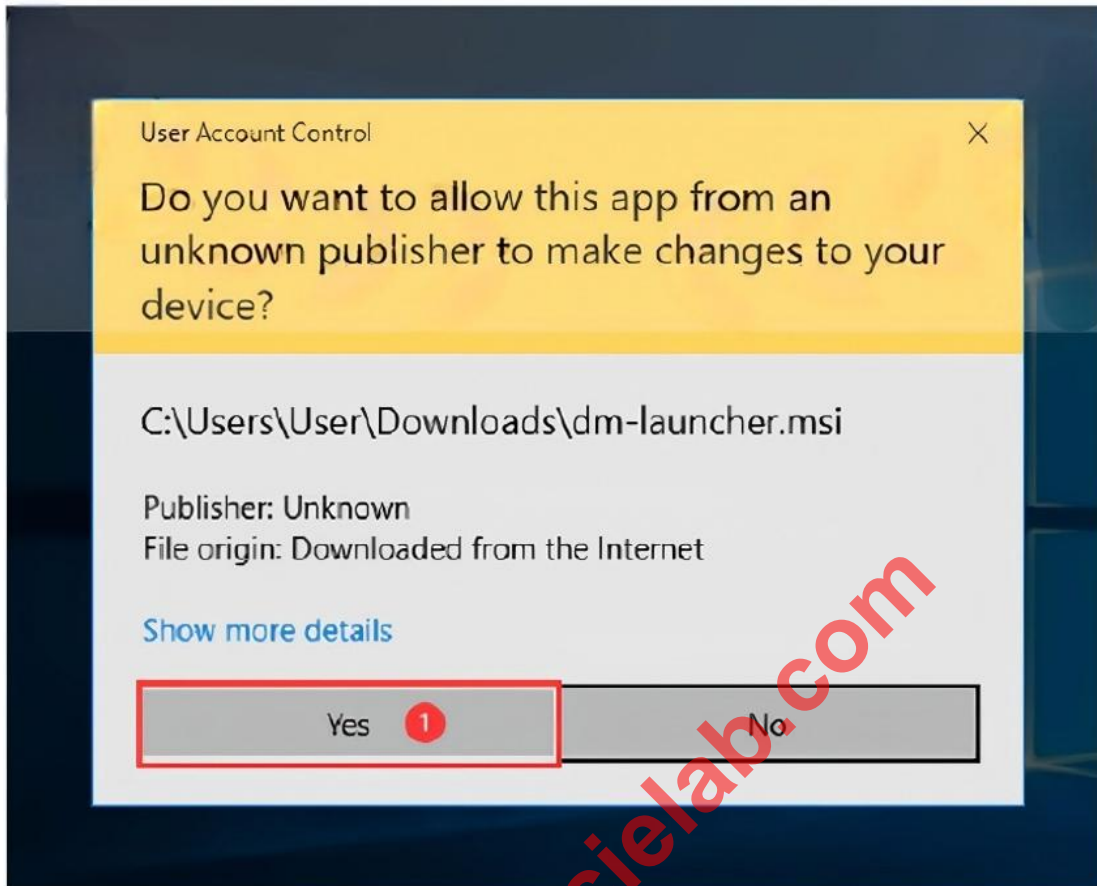 User Account Control
Do you want to allow this app from an
unknown publisher to make changes to your
device?
C:\Users\User\Downloads\dm-launcher.msi
Publisher: Unknown
File origin: Downloaded from the Internet
Show more details
Yes 1
No
cielab.com